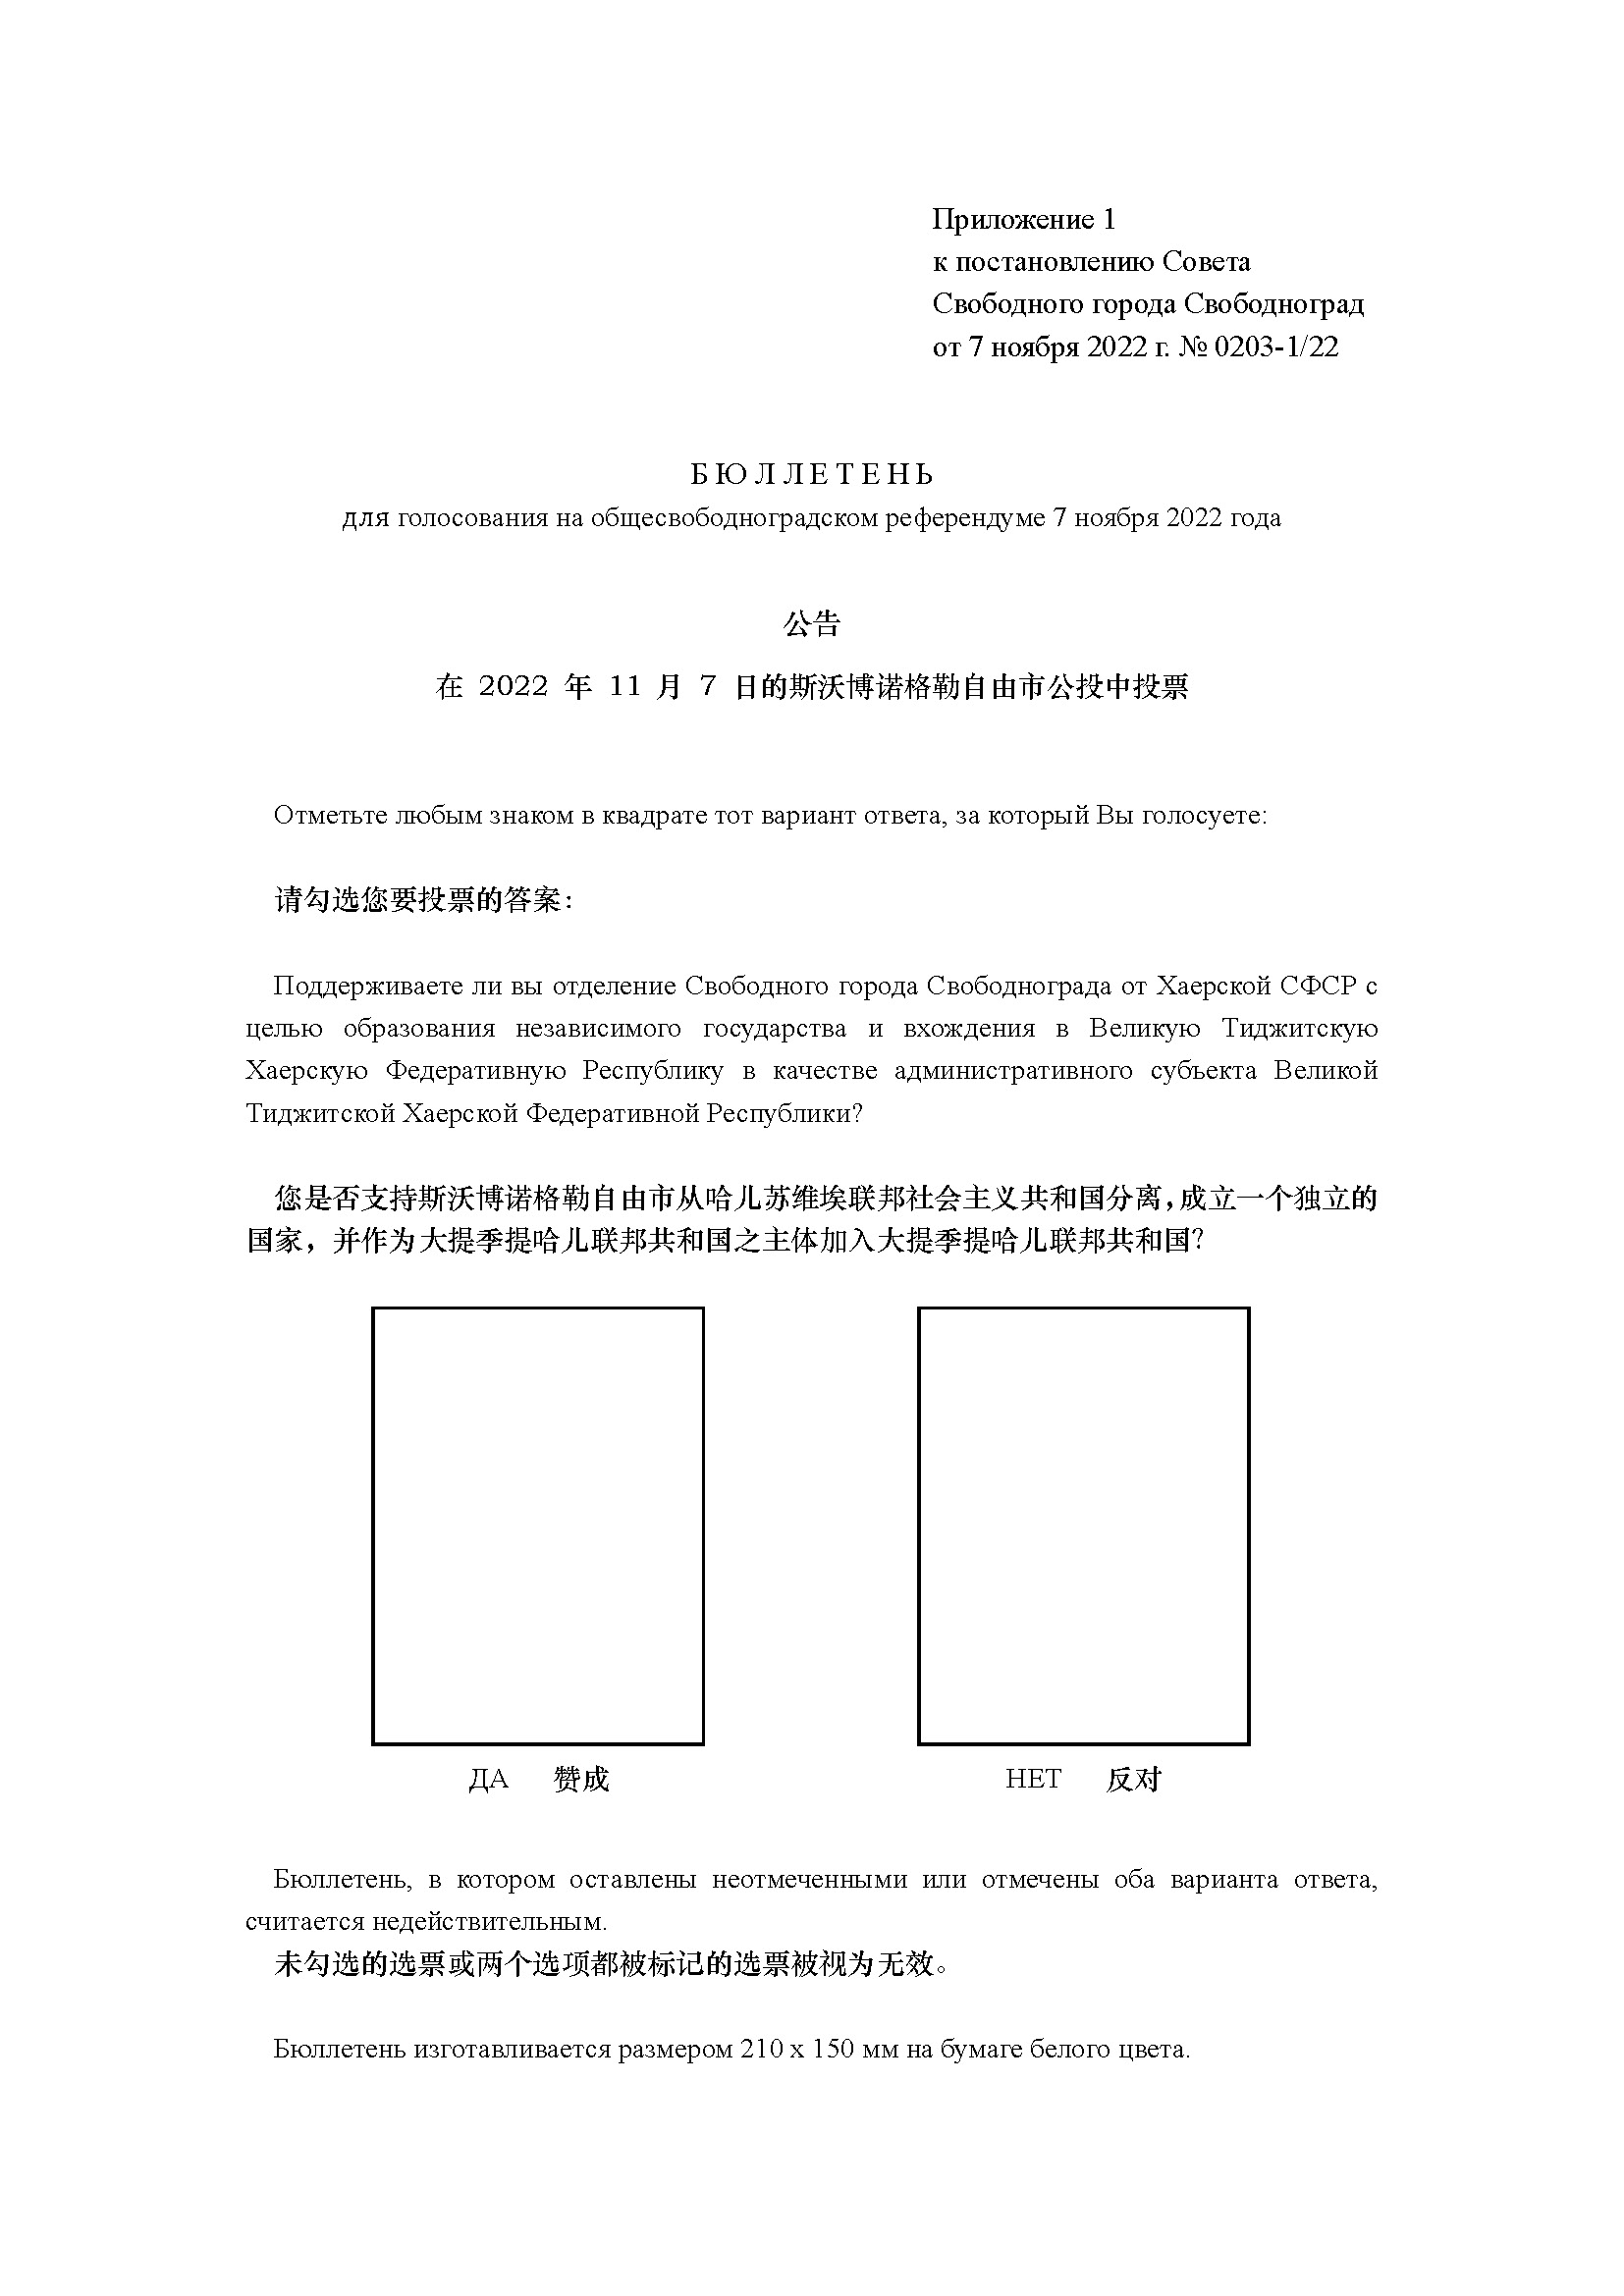 Приложение 1
к постановлению Совета
Свободного города Свободноград
от 7 ноября 2022 г. № 0203-1/22
БЮЛЛЕТЕНЬ
для голосования на общесвободноградском референдуме 7 ноября 2022 года
公告
在 2022 年 11 月 7 日的斯沃博诺格勒自由市公投中投票
Отметьте любым знаком в квадрате тот вариант ответа, за который Вы голосуете:
请勾选您要投票的答案：
Поддерживаете ли вы отделение Свободного города Свободнограда от Хаерской СФСР с
целью образования независимого государства и вхождения в Великую Тиджитскую
Хаерскую Федеративную Республику в качестве административного субъекта Великой
Тиджитской Хаерской Федеративной Республики?
您是否支持斯沃博诺格勒自由市从哈儿苏维埃联邦社会主义共和国分离，成立一个独立的
国家，并作为大提季提哈儿联邦共和国之主体加入大提季提哈儿联邦共和国？
ДА 赞成
НЕТ 反对
Бюллетень, в котором оставлены неотмеченными или отмечены оба варианта ответа,
считается недействительным.
未勾选的选票或两个选项都被标记的选票被视为无效。
Бюллетень изготавливается размером 210 x 150 мм на бумаге белого цвета.